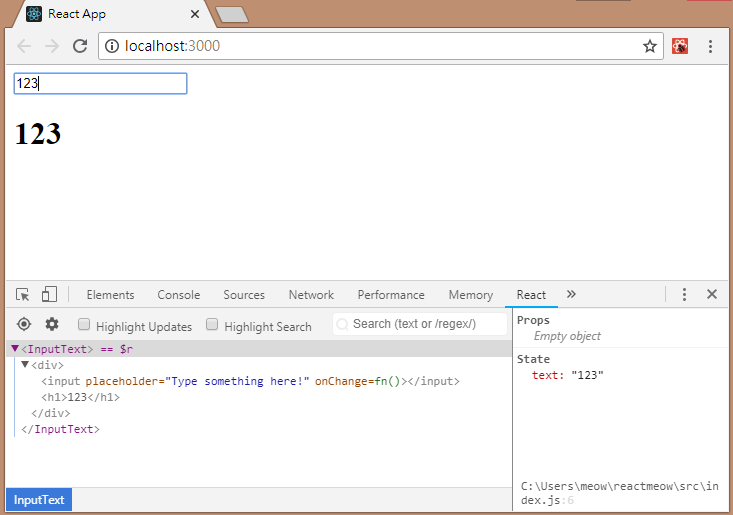 React App
localhost:3000
123
123
Elements Console Sources Network Performance Memory React »
Highlight Updates Highlight Search Search (text or /regex/)
<InputText> == $r
<div>
<input placeholder="Type something here!" onChange=fn()></input>
<h1>123</h1>
</div>
</InputText>
InputText
Props
Empty object
State
text: "123"
C:\Users\meow\reactmeow\src\in
dex.js:6